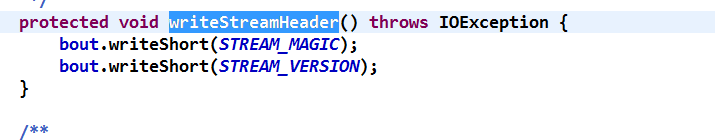 */
protected void writeStreamHeader() throws IOException {
    bout.writeShort(STREAM_MAGIC);
    bout.writeShort(STREAM_VERSION);
}
/**